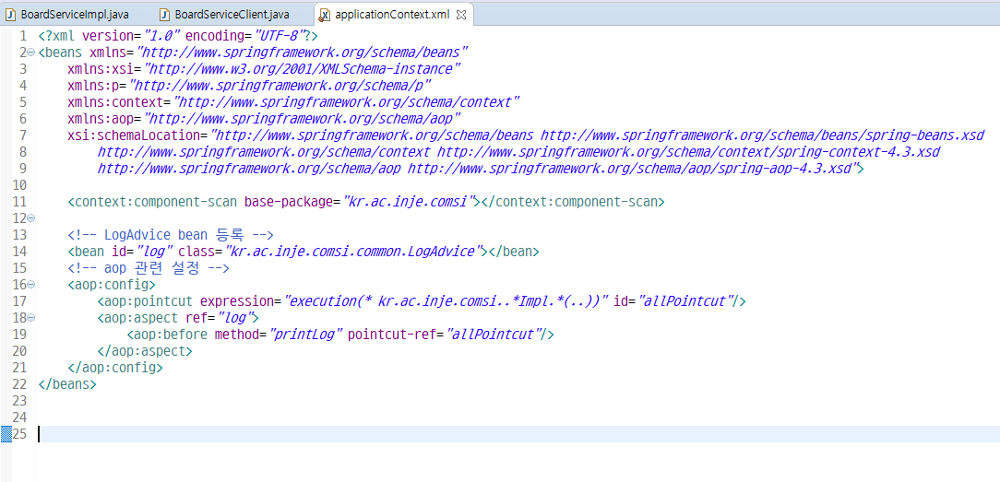 BoardServiceImpl.java BoardServiceClient.java applicationContext.xml
1 <?xml version="1.0" encoding="UTF-8"?>
2 <beans xmlns="http://www.springframework.org/schema/beans"
3 xmlns:xsi="http://www.w3.org/2001/XMLSchema-instance"
4 xmlns:p="http://www.springframework.org/schema/p"
5 xmlns:context="http://www.springframework.org/schema/context"
6 xmlns:aop="http://www.springframework.org/schema/aop"
7 xsi:schemaLocation="http://www.springframework.org/schema/beans http://www.springframework.org/schema/beans/spring-beans.xsd
8 http://www.springframework.org/schema/context http://www.springframework.org/schema/context/spring-context-4.3.xsd
9 http://www.springframework.org/schema/aop http://www.springframework.org/schema/aop/spring-aop-4.3.xsd">
10
11 <context:component-scan base-package="kr.ac.inje.comsi"></context:component-scan>
12
13 <!-- LogAdvice bean 등록 -->
14 <bean id="log" class="kr.ac.inje.comsi.common.LogAdvice"></bean>
15 <!-- aop 관련 설정 -->
16 <aop:config>
17 <aop:pointcut expression="execution(* kr.ac.inje.comsi..*Impl.*(..))" id="allPointcut"/>
18 <aop:aspect ref="log">
19 <aop:before method="printLog" pointcut-ref="allPointcut"/>
20 </aop:aspect>
21 </aop:config>
22 </beans>
23
24
25